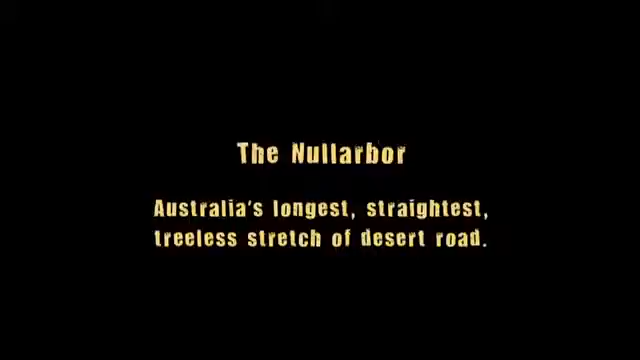 The Nullarbor
Australia's longest, straightest,
treeless stretch of desert road.